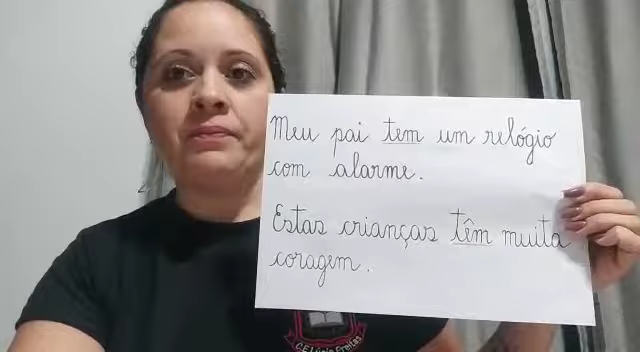 Meu pai tem um relógio
com alarme.
Estas crianças têm muita
coragem.